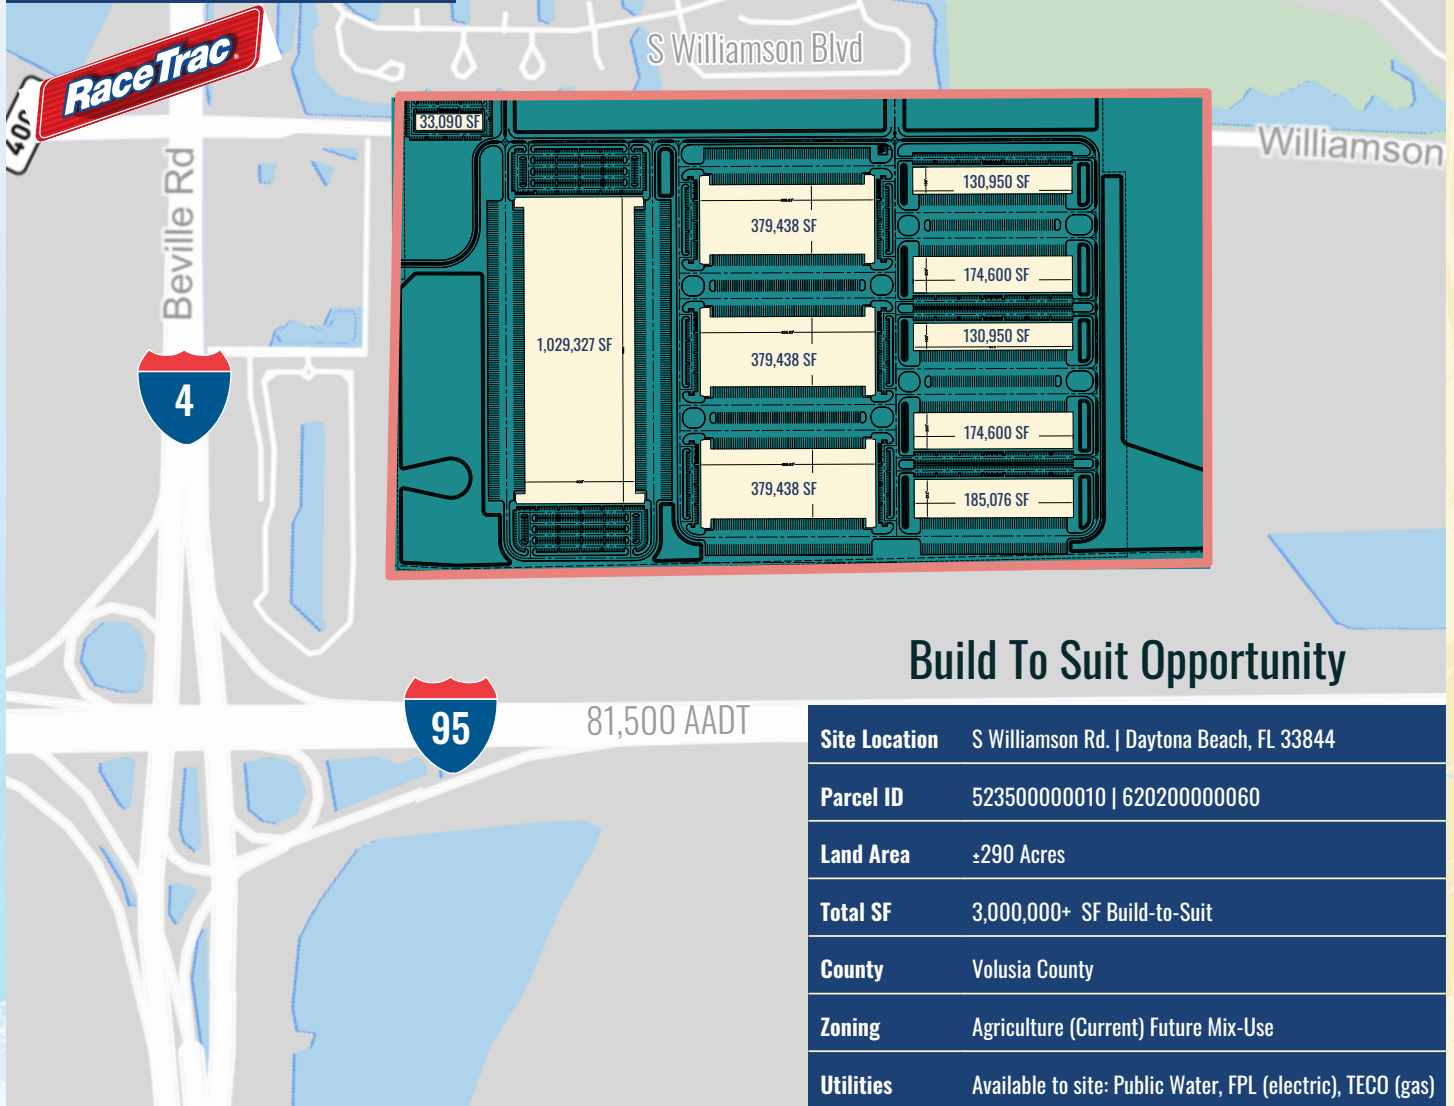 RaceTrac
400
S Williamson Blvd
Williamson
Beville Rd
33,090 SF
1,029,327 SF
379,438 SF
379,438 SF
379,438 SF
130,950 SF
174,600 SF
130,950 SF
174,600 SF
185,076 SF
4
95
81,500 AADT
Build To Suit Opportunity
Site Location S Williamson Rd. | Daytona Beach, FL 33844
Parcel ID 523500000010 | 620200000060
Land Area ±290 Acres
Total SF 3,000,000+ SF Build-to-Suit
County Volusia County
Zoning Agriculture (Current) Future Mix-Use
Utilities Available to site: Public Water, FPL (electric), TECO (gas)